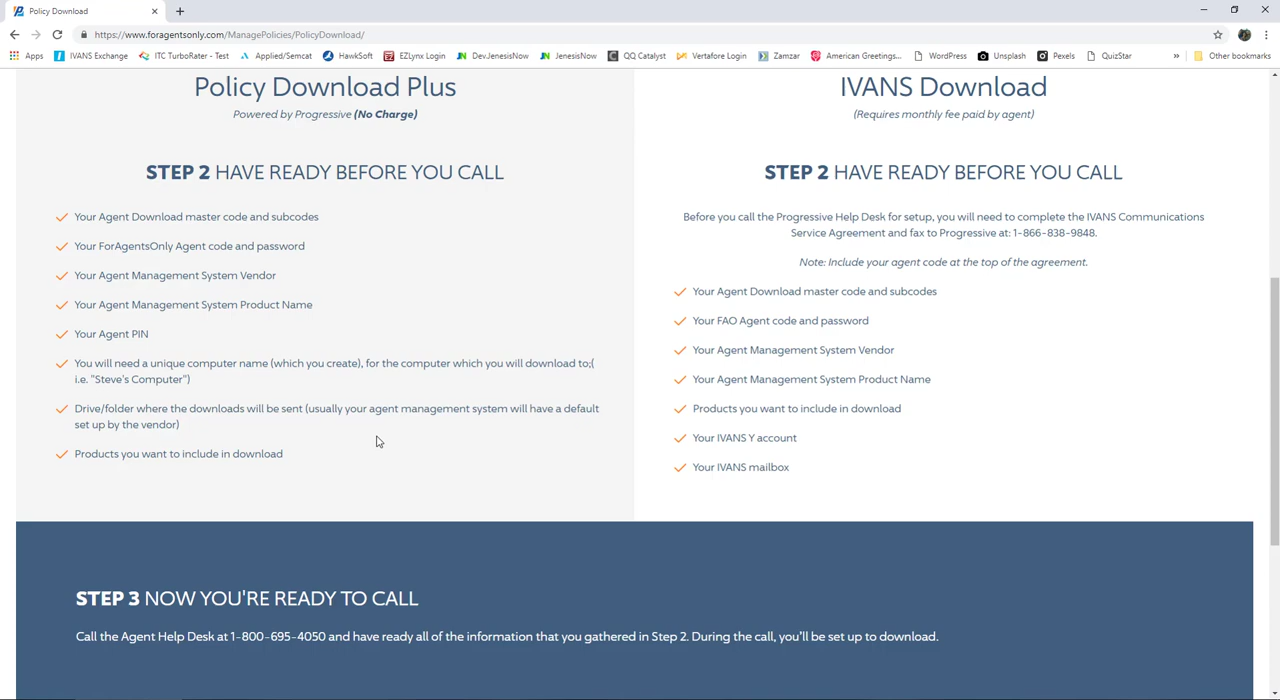 Policy Download
https://www.foragentsonly.com/ManagePolicies/PolicyDownload/
Apps
IVANS Exchange
ITC TurboRater - Test
Applied/Semcat
HawkSoft
EZLynx Login
DevJenesisNow
JenesisNow
QQ Catalyst
Vertafore Login
Zamzar
American Greetings...
WordPress
Unsplash
Pexels
QuizStar
»
Other bookmarks
Policy Download Plus
Powered by Progressive (No Charge)
STEP 2 HAVE READY BEFORE YOU CALL
Your Agent Download master code and subcodes
Your ForAgentsOnly Agent code and password
Your Agent Management System Vendor
Your Agent Management System Product Name
Your Agent PIN
You will need a unique computer name (which you create), for the computer which you will download to;(
i.e. "Steve's Computer")
Drive/folder where the downloads will be sent (usually your agent management system will have a default
set up by the vendor)
Products you want to include in download
IVANS Download
(Requires monthly fee paid by agent)
STEP 2 HAVE READY BEFORE YOU CALL
Before you call the Progressive Help Desk for setup, you will need to complete the IVANS Communications
Service Agreement and fax to Progressive at: 1-866-838-9848.
Note: Include your agent code at the top of the agreement.
Your Agent Download master code and subcodes
Your FAO Agent code and password
Your Agent Management System Vendor
Your Agent Management System Product Name
Products you want to include in download
Your IVANS Y account
Your IVANS mailbox
STEP 3 NOW YOU'RE READY TO CALL
Call the Agent Help Desk at 1-800-695-4050 and have ready all of the information that you gathered in Step 2. During the call, you'll be set up to download.